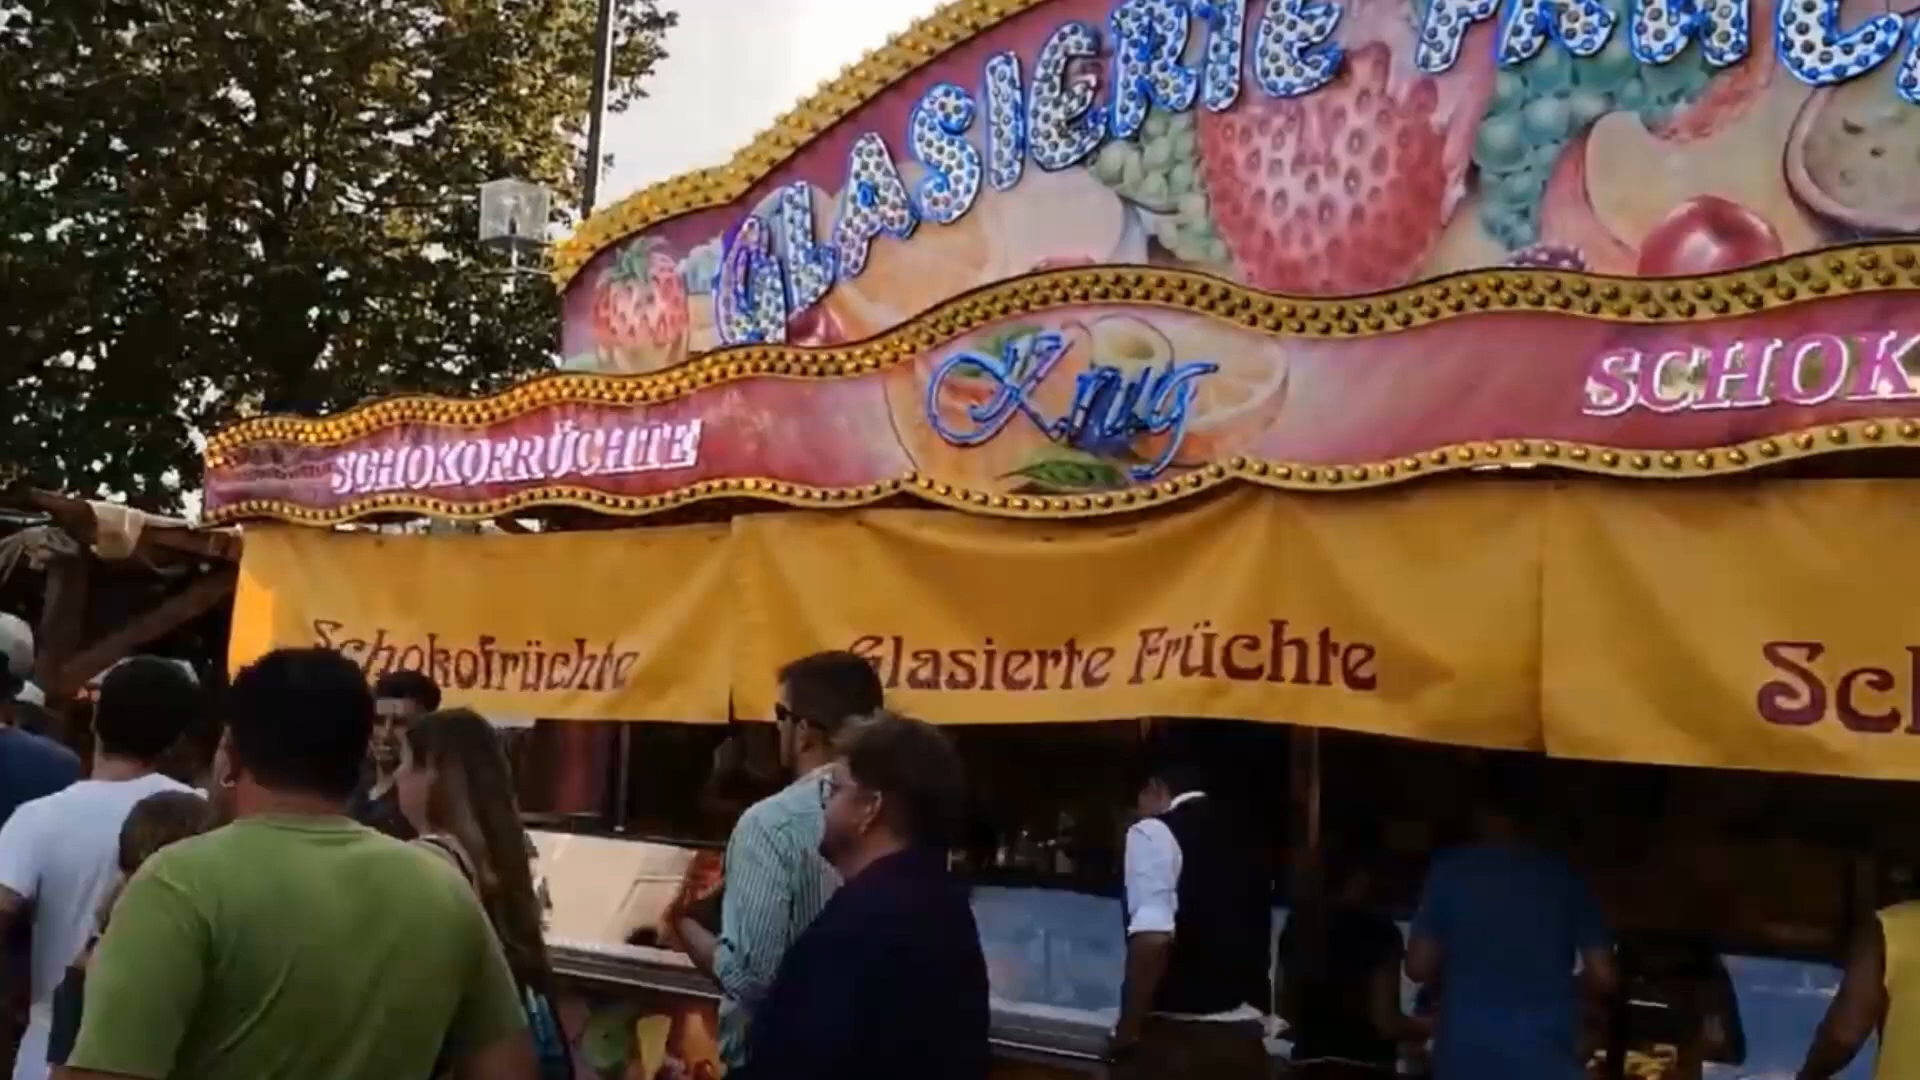 GLASIERTE
SCHOKOFRÜCHTE
Krug
SCHOK
Schokofrüchte
Glasierte Früchte
Sch